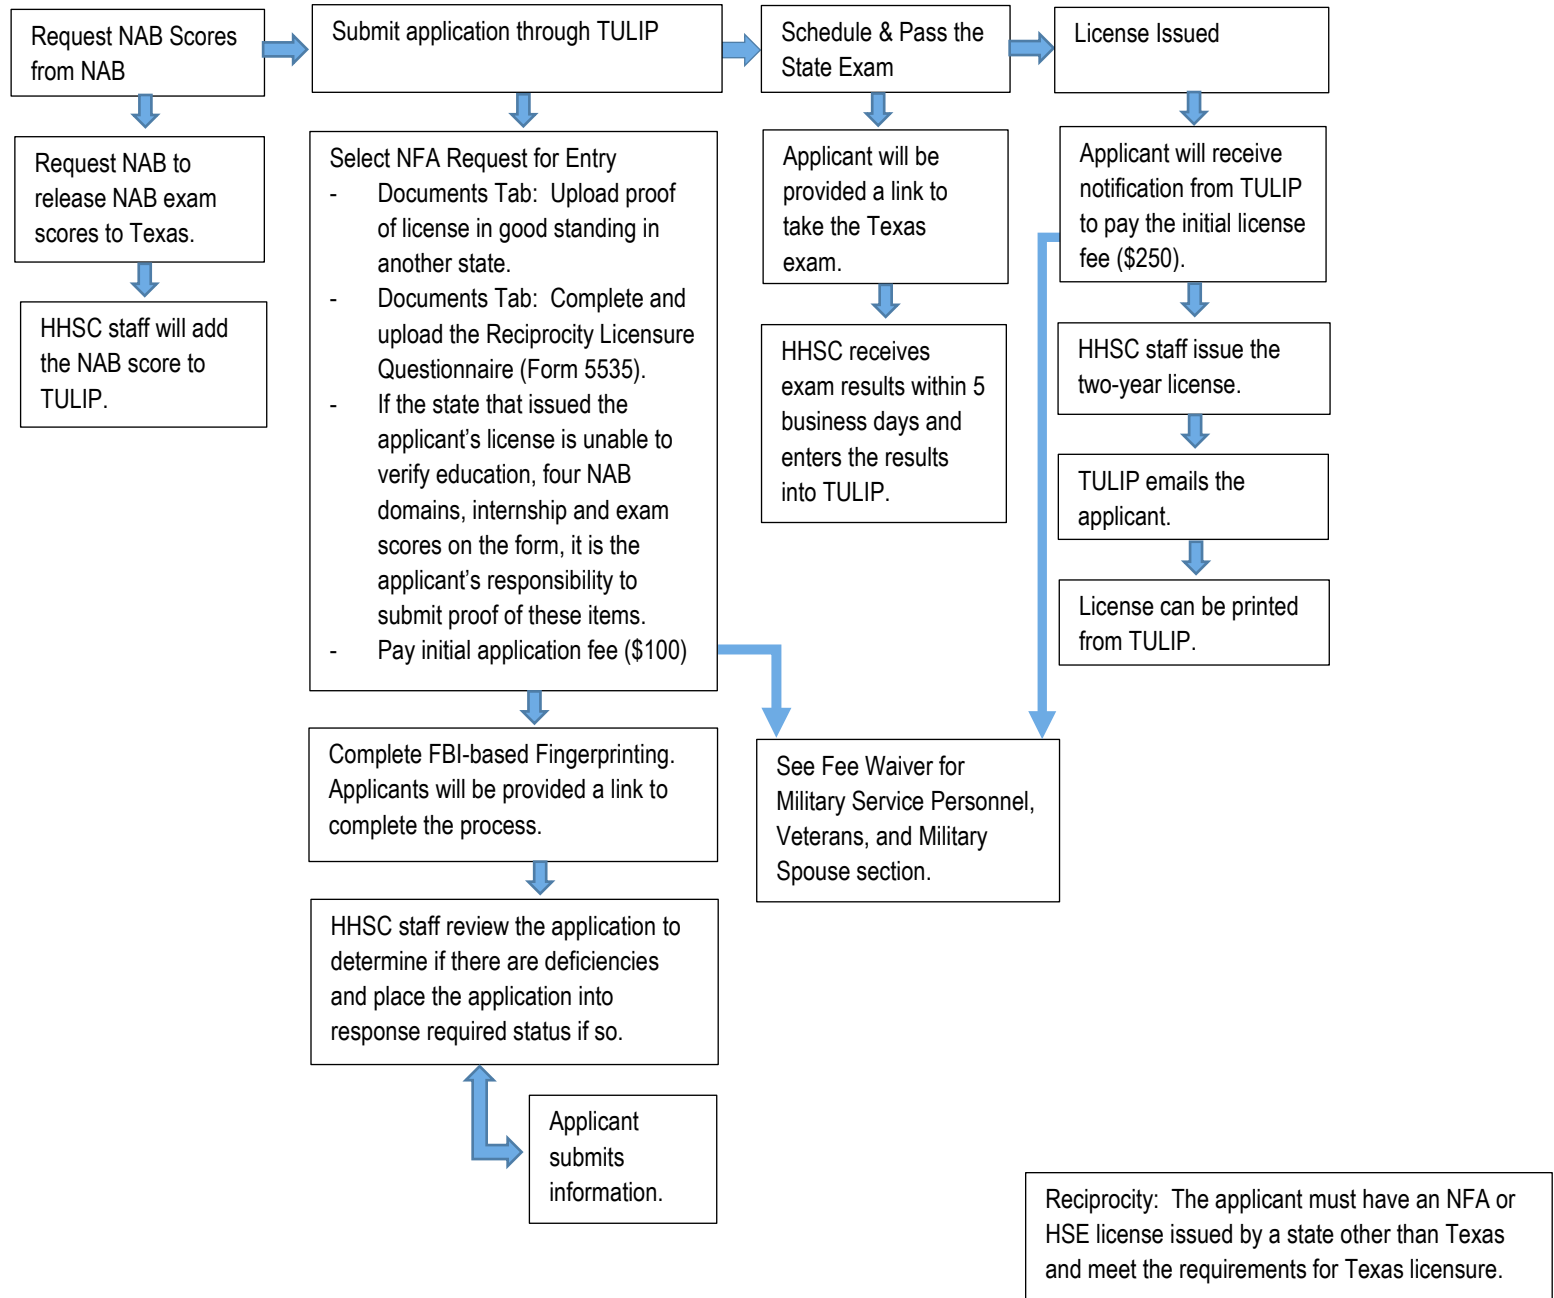 Request NAB Scores
from NAB
Submit application through TULIP
Schedule & Pass the
State Exam
License Issued
Request NAB to
release NAB exam
scores to Texas.
HHSC staff will add
the NAB score to
TULIP.
Select NFA Request for Entry
- Documents Tab: Upload proof
of license in good standing in
another state.
- Documents Tab: Complete and
upload the Reciprocity Licensure
Questionnaire (Form 5535).
- If the state that issued the
applicant’s license is unable to
verify education, four NAB
domains, internship and exam
scores on the form, it is the
applicant’s responsibility to
submit proof of these items.
- Pay initial application fee ($100)
Complete FBI-based Fingerprinting.
Applicants will be provided a link to
complete the process.
HHSC staff review the application to
determine if there are deficiencies
and place the application into
response required status if so.
Applicant
submits
information.
Applicant will be
provided a link to
take the Texas
exam.
HHSC receives
exam results within 5
business days and
enters the results
into TULIP.
Applicant will receive
notification from TULIP
to pay the initial license
fee ($250).
HHSC staff issue the
two-year license.
TULIP emails the
applicant.
License can be printed
from TULIP.
See Fee Waiver for
Military Service Personnel,
Veterans, and Military
Spouse section.
Reciprocity: The applicant must have an NFA or
HSE license issued by a state other than Texas
and meet the requirements for Texas licensure.